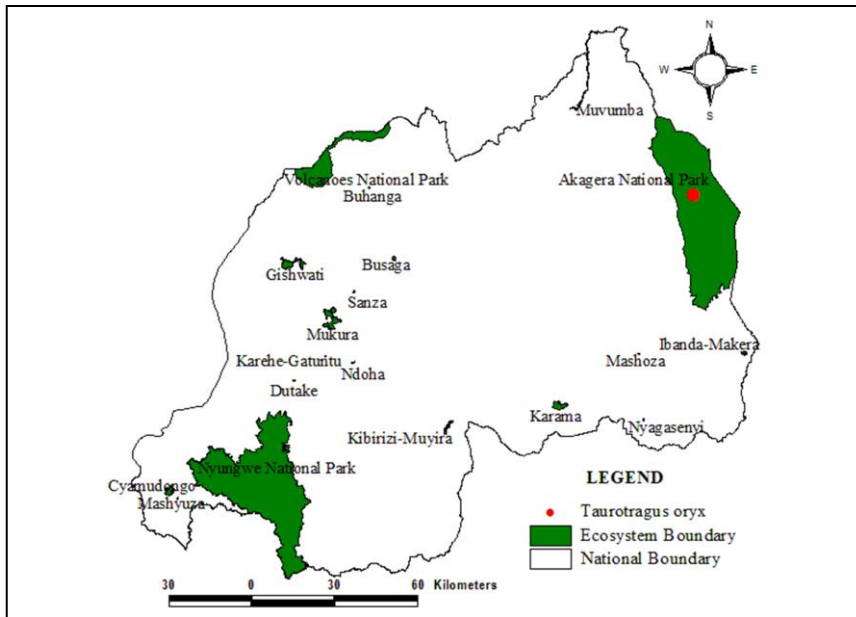 N
W
E
S
Muvumba
Volcanoes National Park
Akagera National Park
Buhanga
Gishwati
Busaga
Sanza
Mukura
Ibanda-Makera
Karehe-Gaturitu
Ndoha
Mashoza
Dutake
Karama
Nyagasenyi
Kibirizi-Muyira
Nyungwe National Park
Cyamudongo
Mashyuza
LEGEND
Taurotragus oryx
Ecosystem Boundary
National Boundary
30 0 30 60 Kilometers